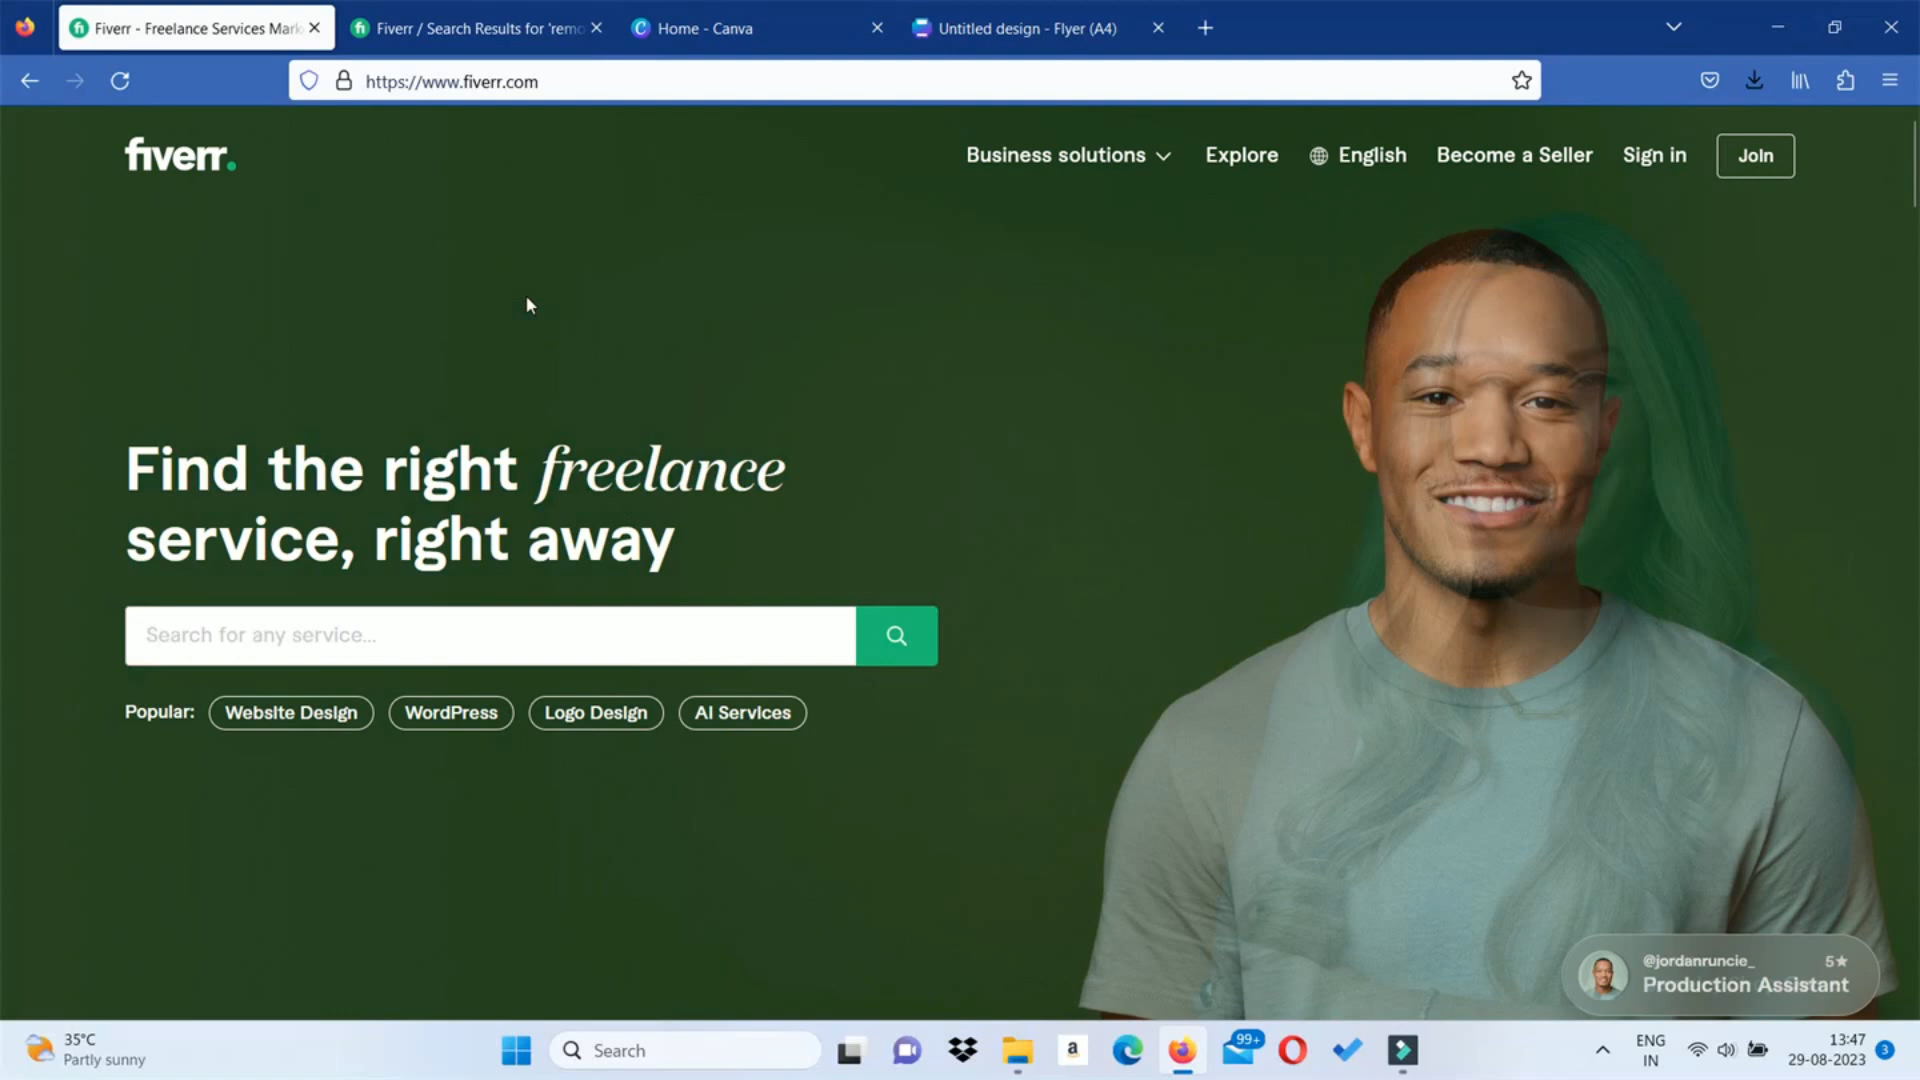 Fiverr - Freelance Services Mark
Fiverr / Search Results for 'remo
Home - Canva
Untitled design - Flyer (A4)
https://www.fiverr.com
fiverr.
Business solutions
Explore
English
Become a Seller
Sign in
Join
Find the right freelance
service, right away
Search for any service...
Popular:
Website Design
WordPress
Logo Design
AI Services
@jordanruncie_
5★
Production Assistant
35°C
Partly sunny
Search
99+
ENG
IN
13:47
29-08-2023
3